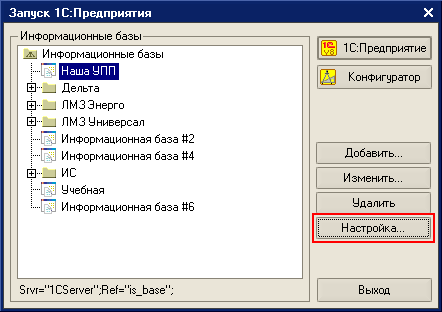 Запуск 1С:Предприятия
Информационные базы
Информационные базы
Наша УПП
Дельта
ЛМЗ Энерго
ЛМЗ Универсал
Информационная база #2
Информационная база #4
ИС
Учебная
Информационная база #6
Srvr="1CServer";Ref="is_base";
1С:Предприятие
Конфигуратор
Добавить...
Изменить...
Удалить
Настройка...
Выход